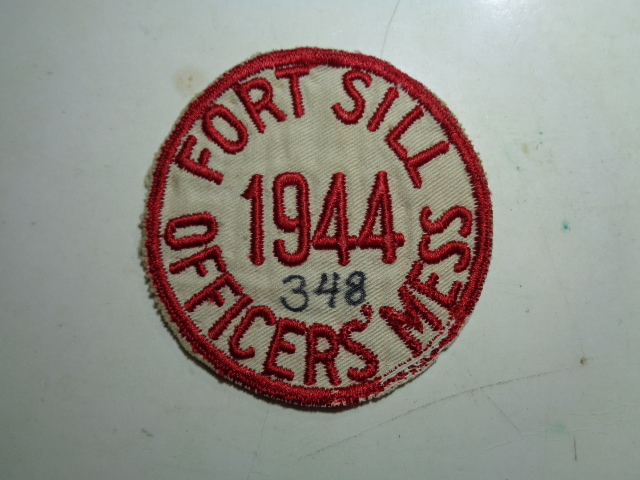 FORT SILL
1944
348
OFFICERS' MESS